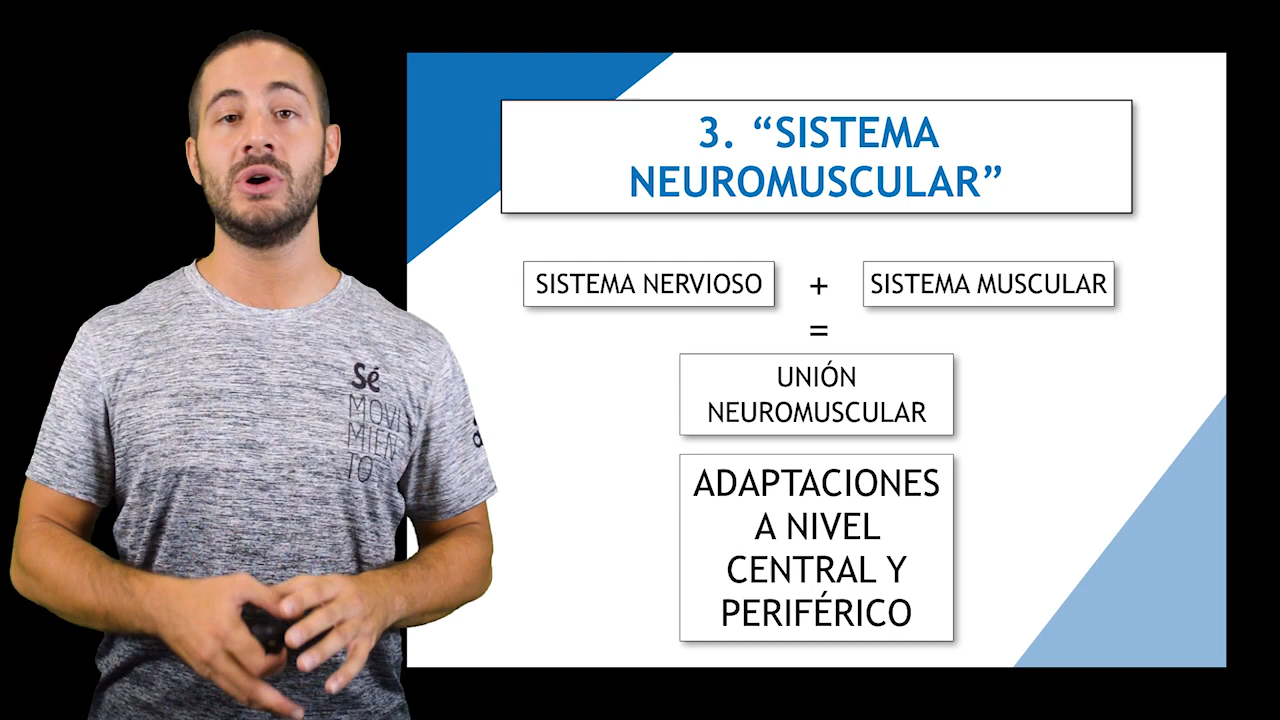 3. “SISTEMA
NEUROMUSCULAR”
SISTEMA NERVIOSO
+
SISTEMA MUSCULAR
=
UNIÓN
NEUROMUSCULAR
ADAPTACIONES
A NIVEL
CENTRAL Y
PERIFÉRICO
Sé
MOVI
MIEN
TO